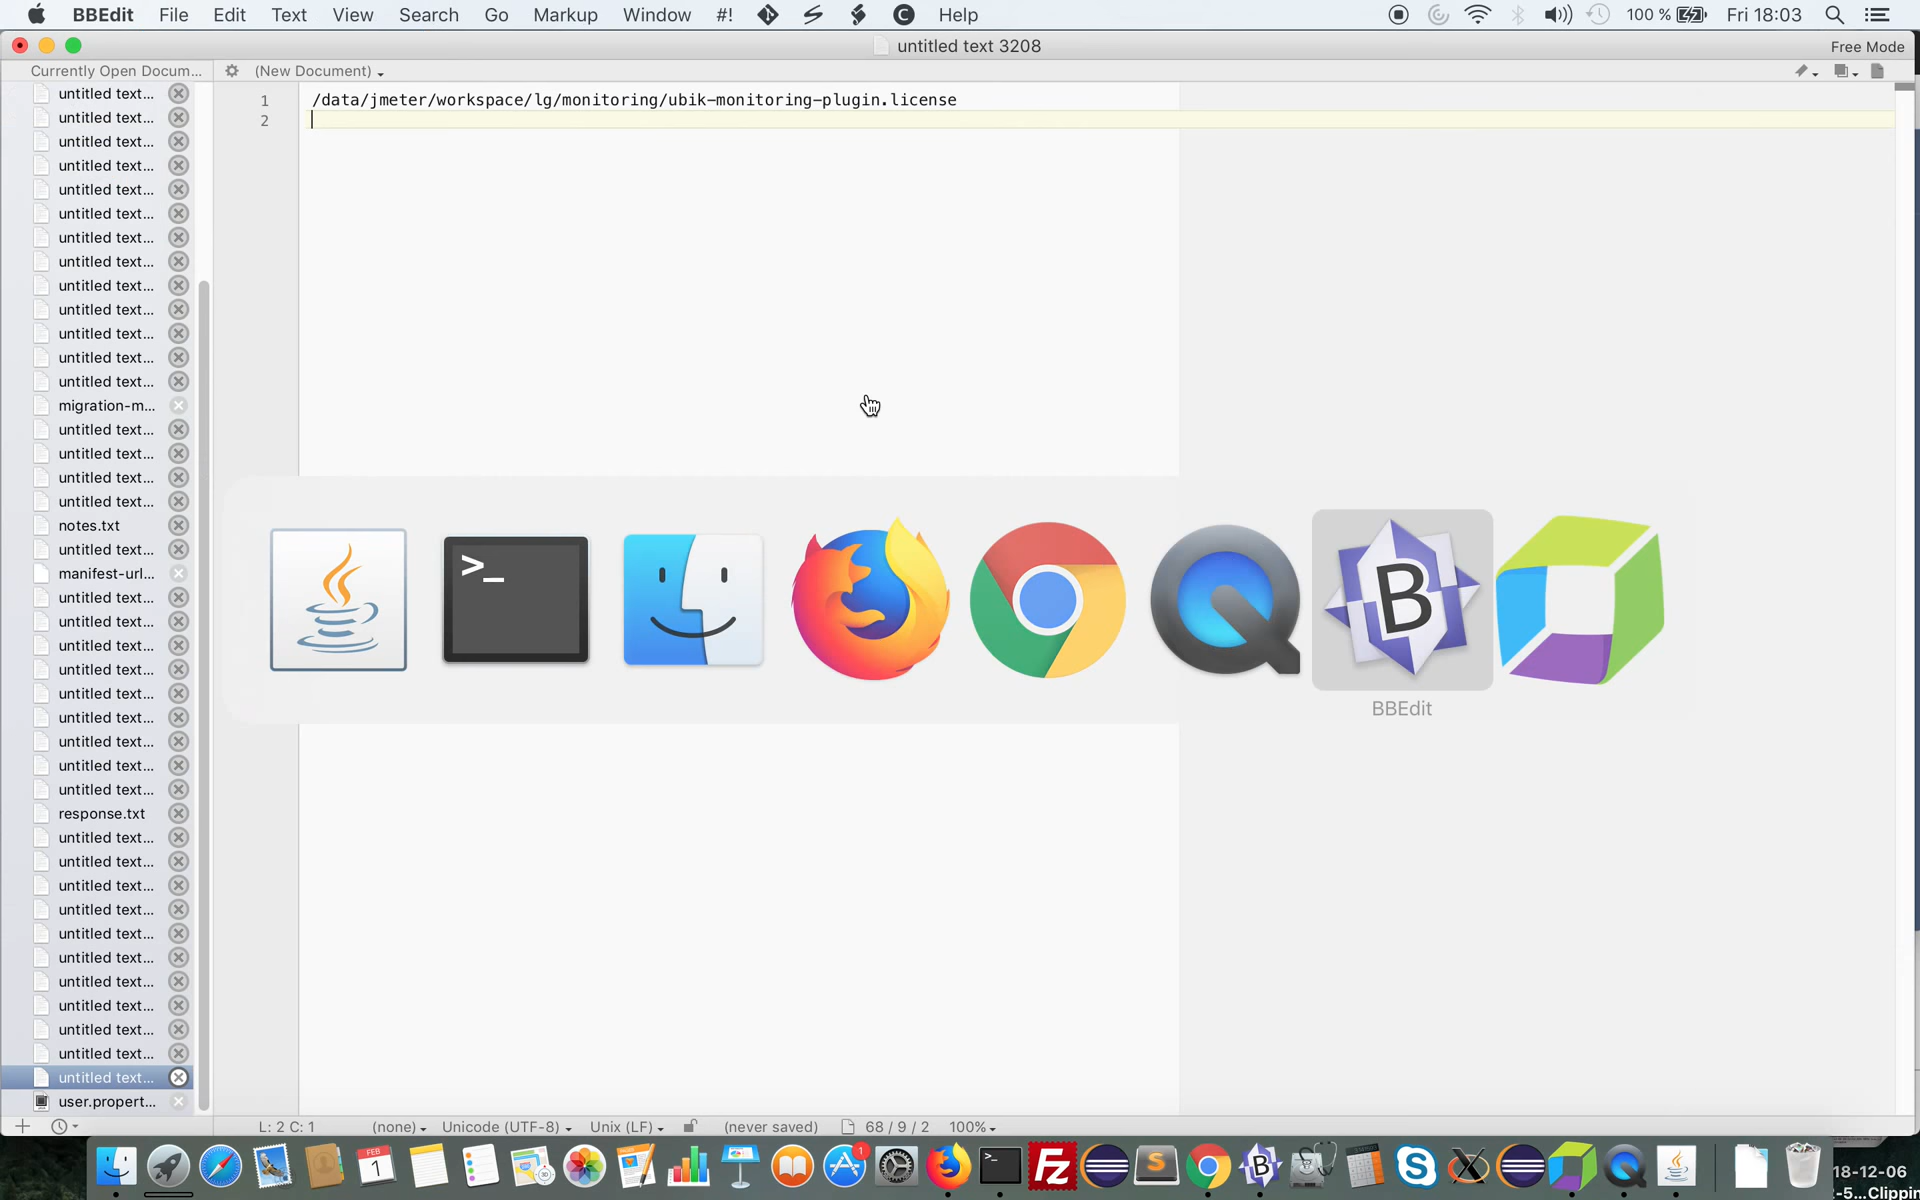 BBEdit File Edit Text View Search Go Markup Window #! Help 100 % Fri 18:03
untitled text 3208
Free Mode
Currently Open Docum...
(New Document)
1 /data/jmeter/workspace/lg/monitoring/ubik-monitoring-plugin.license
2
untitled text...
untitled text...
untitled text...
untitled text...
untitled text...
untitled text...
untitled text...
untitled text...
untitled text...
untitled text...
untitled text...
untitled text...
untitled text...
migration-m...
untitled text...
untitled text...
untitled text...
untitled text...
notes.txt
untitled text...
manifest-url...
untitled text...
untitled text...
untitled text...
untitled text...
untitled text...
untitled text...
untitled text...
untitled text...
untitled text...
response.txt
untitled text...
untitled text...
untitled text...
untitled text...
untitled text...
untitled text...
untitled text...
untitled text...
untitled text...
untitled text...
untitled text...
user.propert...
>_
B
BBEdit
L: 2 C: 1 (none) Unicode (UTF-8) Unix (LF) (never saved) 68 / 9 / 2 100%
FEB
1
1
>_
Fz
S
B
S
X
18-12-06
-5...Clippin